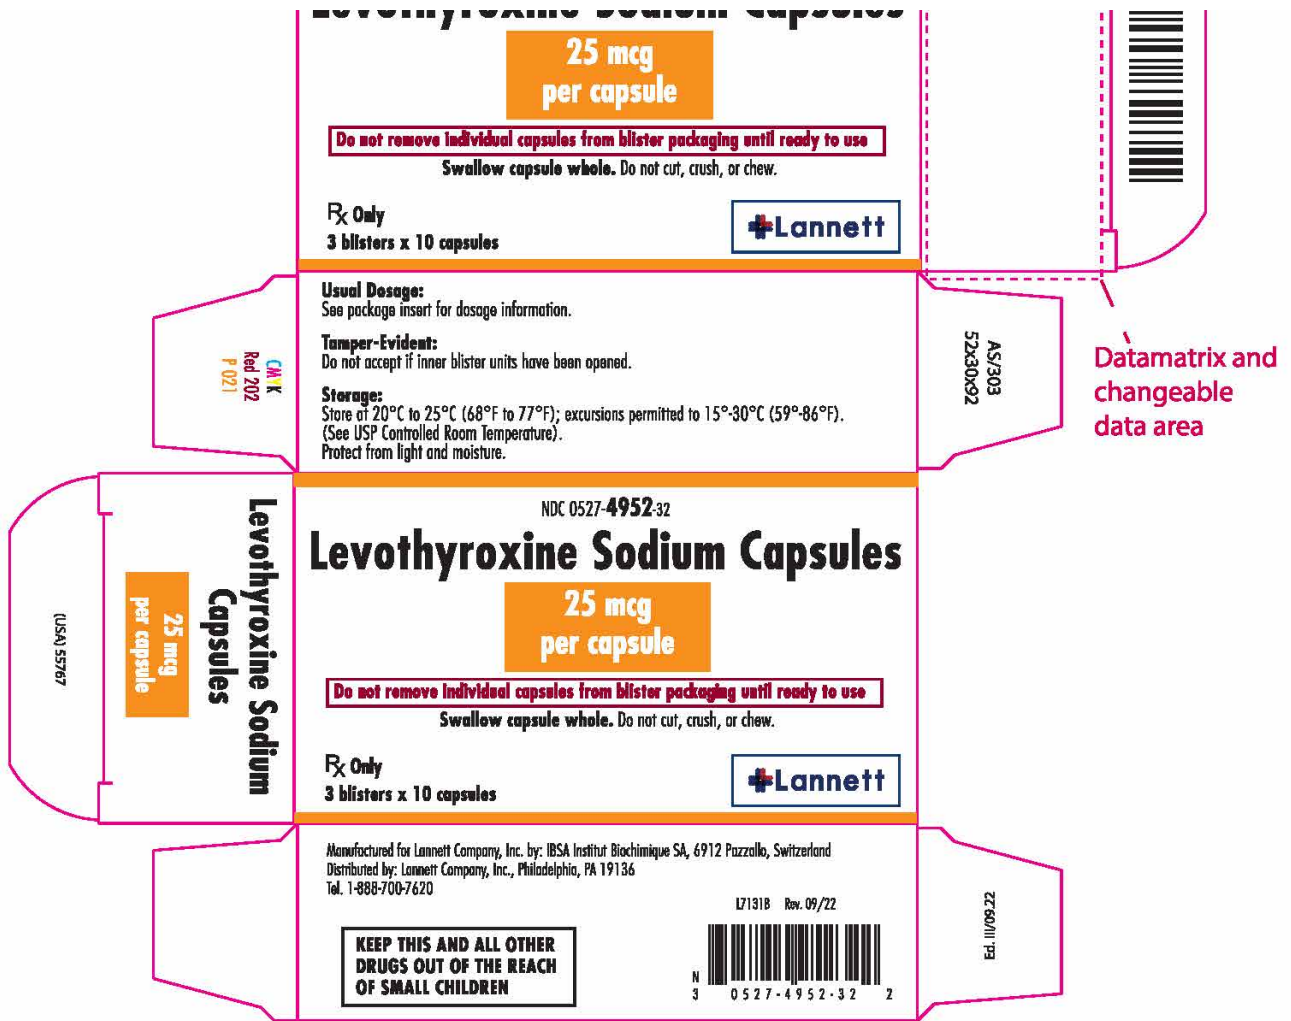 Levothyroxine Sodium Capsules
25 mcg
per capsule
Do not remove individual capsules from blister packaging until ready to use
Swallow capsule whole. Do not cut, crush, or chew.
Rx Only
3 blisters x 10 capsules
Lannett
Usual Dosage:
See package insert for dosage information.
Tamper-Evident:
Do not accept if inner blister units have been opened.
Storage:
Store at 20°C to 25°C (68°F to 77°F); excursions permitted to 15°-30°C (59°-86°F).
(See USP Controlled Room Temperature).
Protect from light and moisture.
CMYK
Red 202
P 021
AS/303
52x30x92
Datamatrix and
changeable
data area
NDC 0527-4952-32
Levothyroxine Sodium Capsules
25 mcg
per capsule
Do not remove individual capsules from blister packaging until ready to use
Swallow capsule whole. Do not cut, crush, or chew.
Rx Only
3 blisters x 10 capsules
Lannett
Levothyroxine Sodium
Capsules
25 mcg
per capsule
(USA) 55767
Manufactured for Lannett Company, Inc. by: IBSA Institut Biochimique SA, 6912 Pazzallo, Switzerland
Distributed by: Lannett Company, Inc., Philadelphia, PA 19136
Tel. 1-888-700-7620
L7131B Rev. 09/22
KEEP THIS AND ALL OTHER
DRUGS OUT OF THE REACH
OF SMALL CHILDREN
N
3 0527-4952-32 2
Ed. III/09.22